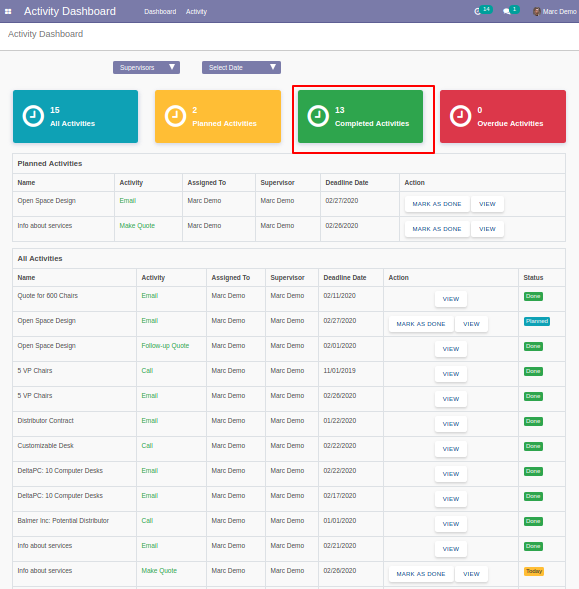 Activity Dashboard Dashboard Activity 14 1 Marc Demo
Activity Dashboard
Supervisors Select Date
15
All Activities
2
Planned Activities
13
Completed Activities
0
Overdue Activities
Planned Activities
Name Activity Assigned To Supervisor Deadline Date Action
Open Space Design Email Marc Demo Marc Demo 02/27/2020 MARK AS DONE VIEW
Info about services Make Quote Marc Demo Marc Demo 02/26/2020 MARK AS DONE VIEW
All Activities
Name Activity Assigned To Supervisor Deadline Date Action Status
Quote for 600 Chairs Email Marc Demo Marc Demo 02/11/2020 VIEW Done
Open Space Design Email Marc Demo Marc Demo 02/27/2020 MARK AS DONE VIEW Planned
Open Space Design Follow-up Quote Marc Demo Marc Demo 02/01/2020 VIEW Done
5 VP Chairs Call Marc Demo Marc Demo 11/01/2019 VIEW Done
5 VP Chairs Email Marc Demo Marc Demo 02/26/2020 VIEW Done
Distributor Contract Email Marc Demo Marc Demo 01/22/2020 VIEW Done
Customizable Desk Call Marc Demo Marc Demo 02/22/2020 VIEW Done
DeltaPC: 10 Computer Desks Email Marc Demo Marc Demo 02/22/2020 VIEW Done
DeltaPC: 10 Computer Desks Email Marc Demo Marc Demo 02/17/2020 VIEW Done
Balmer Inc: Potential Distributor Call Marc Demo Marc Demo 01/01/2020 VIEW Done
Info about services Email Marc Demo Marc Demo 02/21/2020 VIEW Done
Info about services Make Quote Marc Demo Marc Demo 02/26/2020 MARK AS DONE VIEW Today